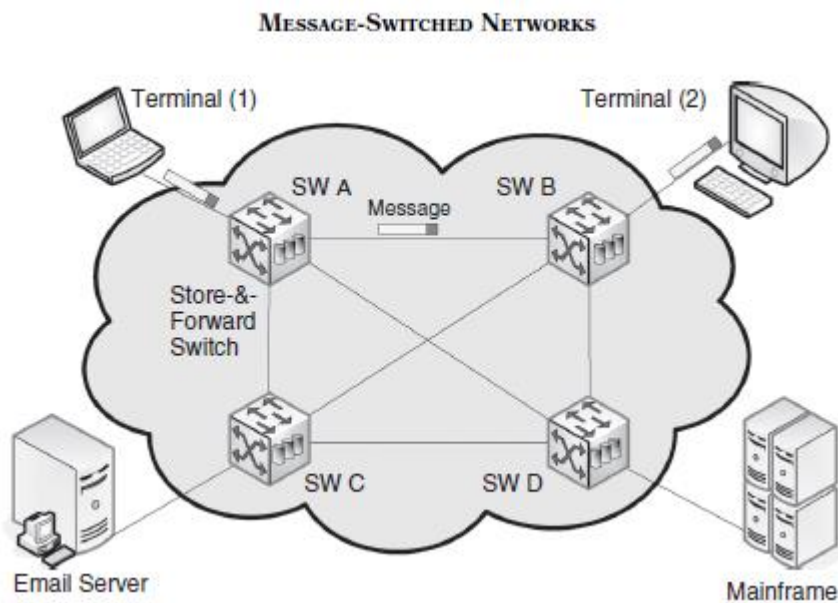 MESSAGE-SWITCHED NETWORKS
Terminal (1)
Terminal (2)
SW A
SW B
Message
Store-&-
Forward
Switch
SW C
SW D
Email Server
Mainframe